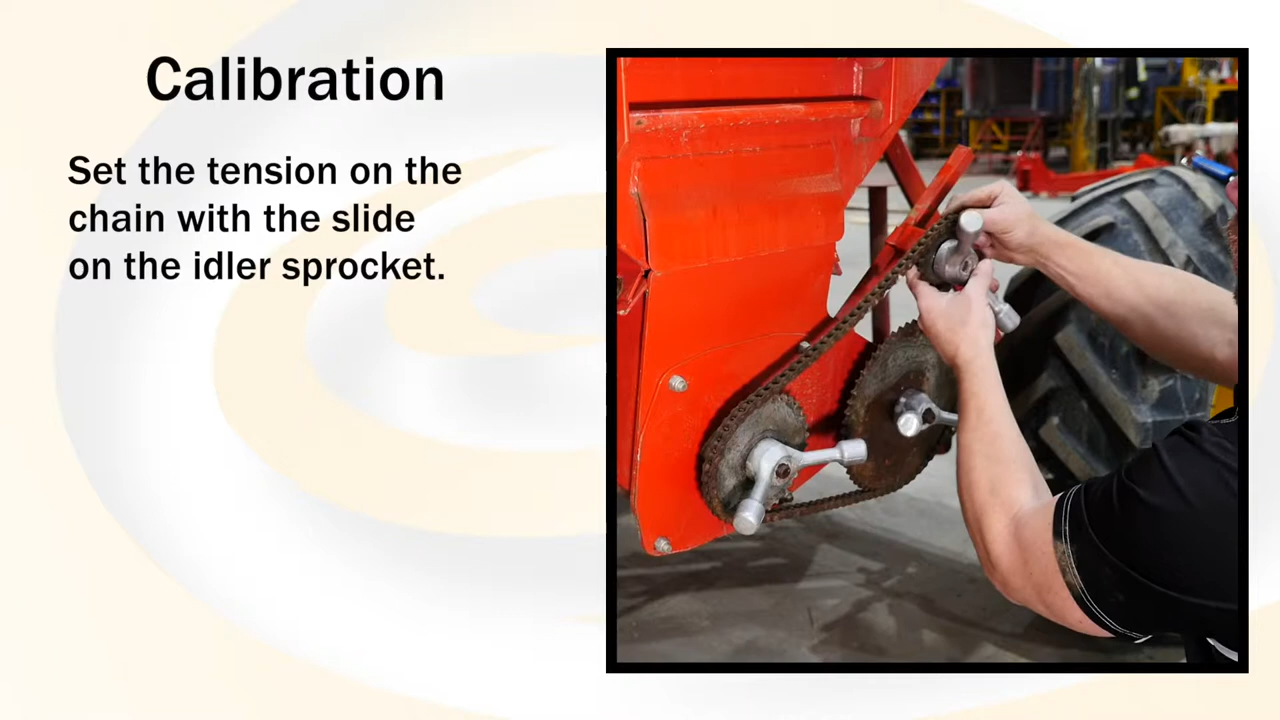 Calibration
Set the tension on the
chain with the slide
on the idler sprocket.